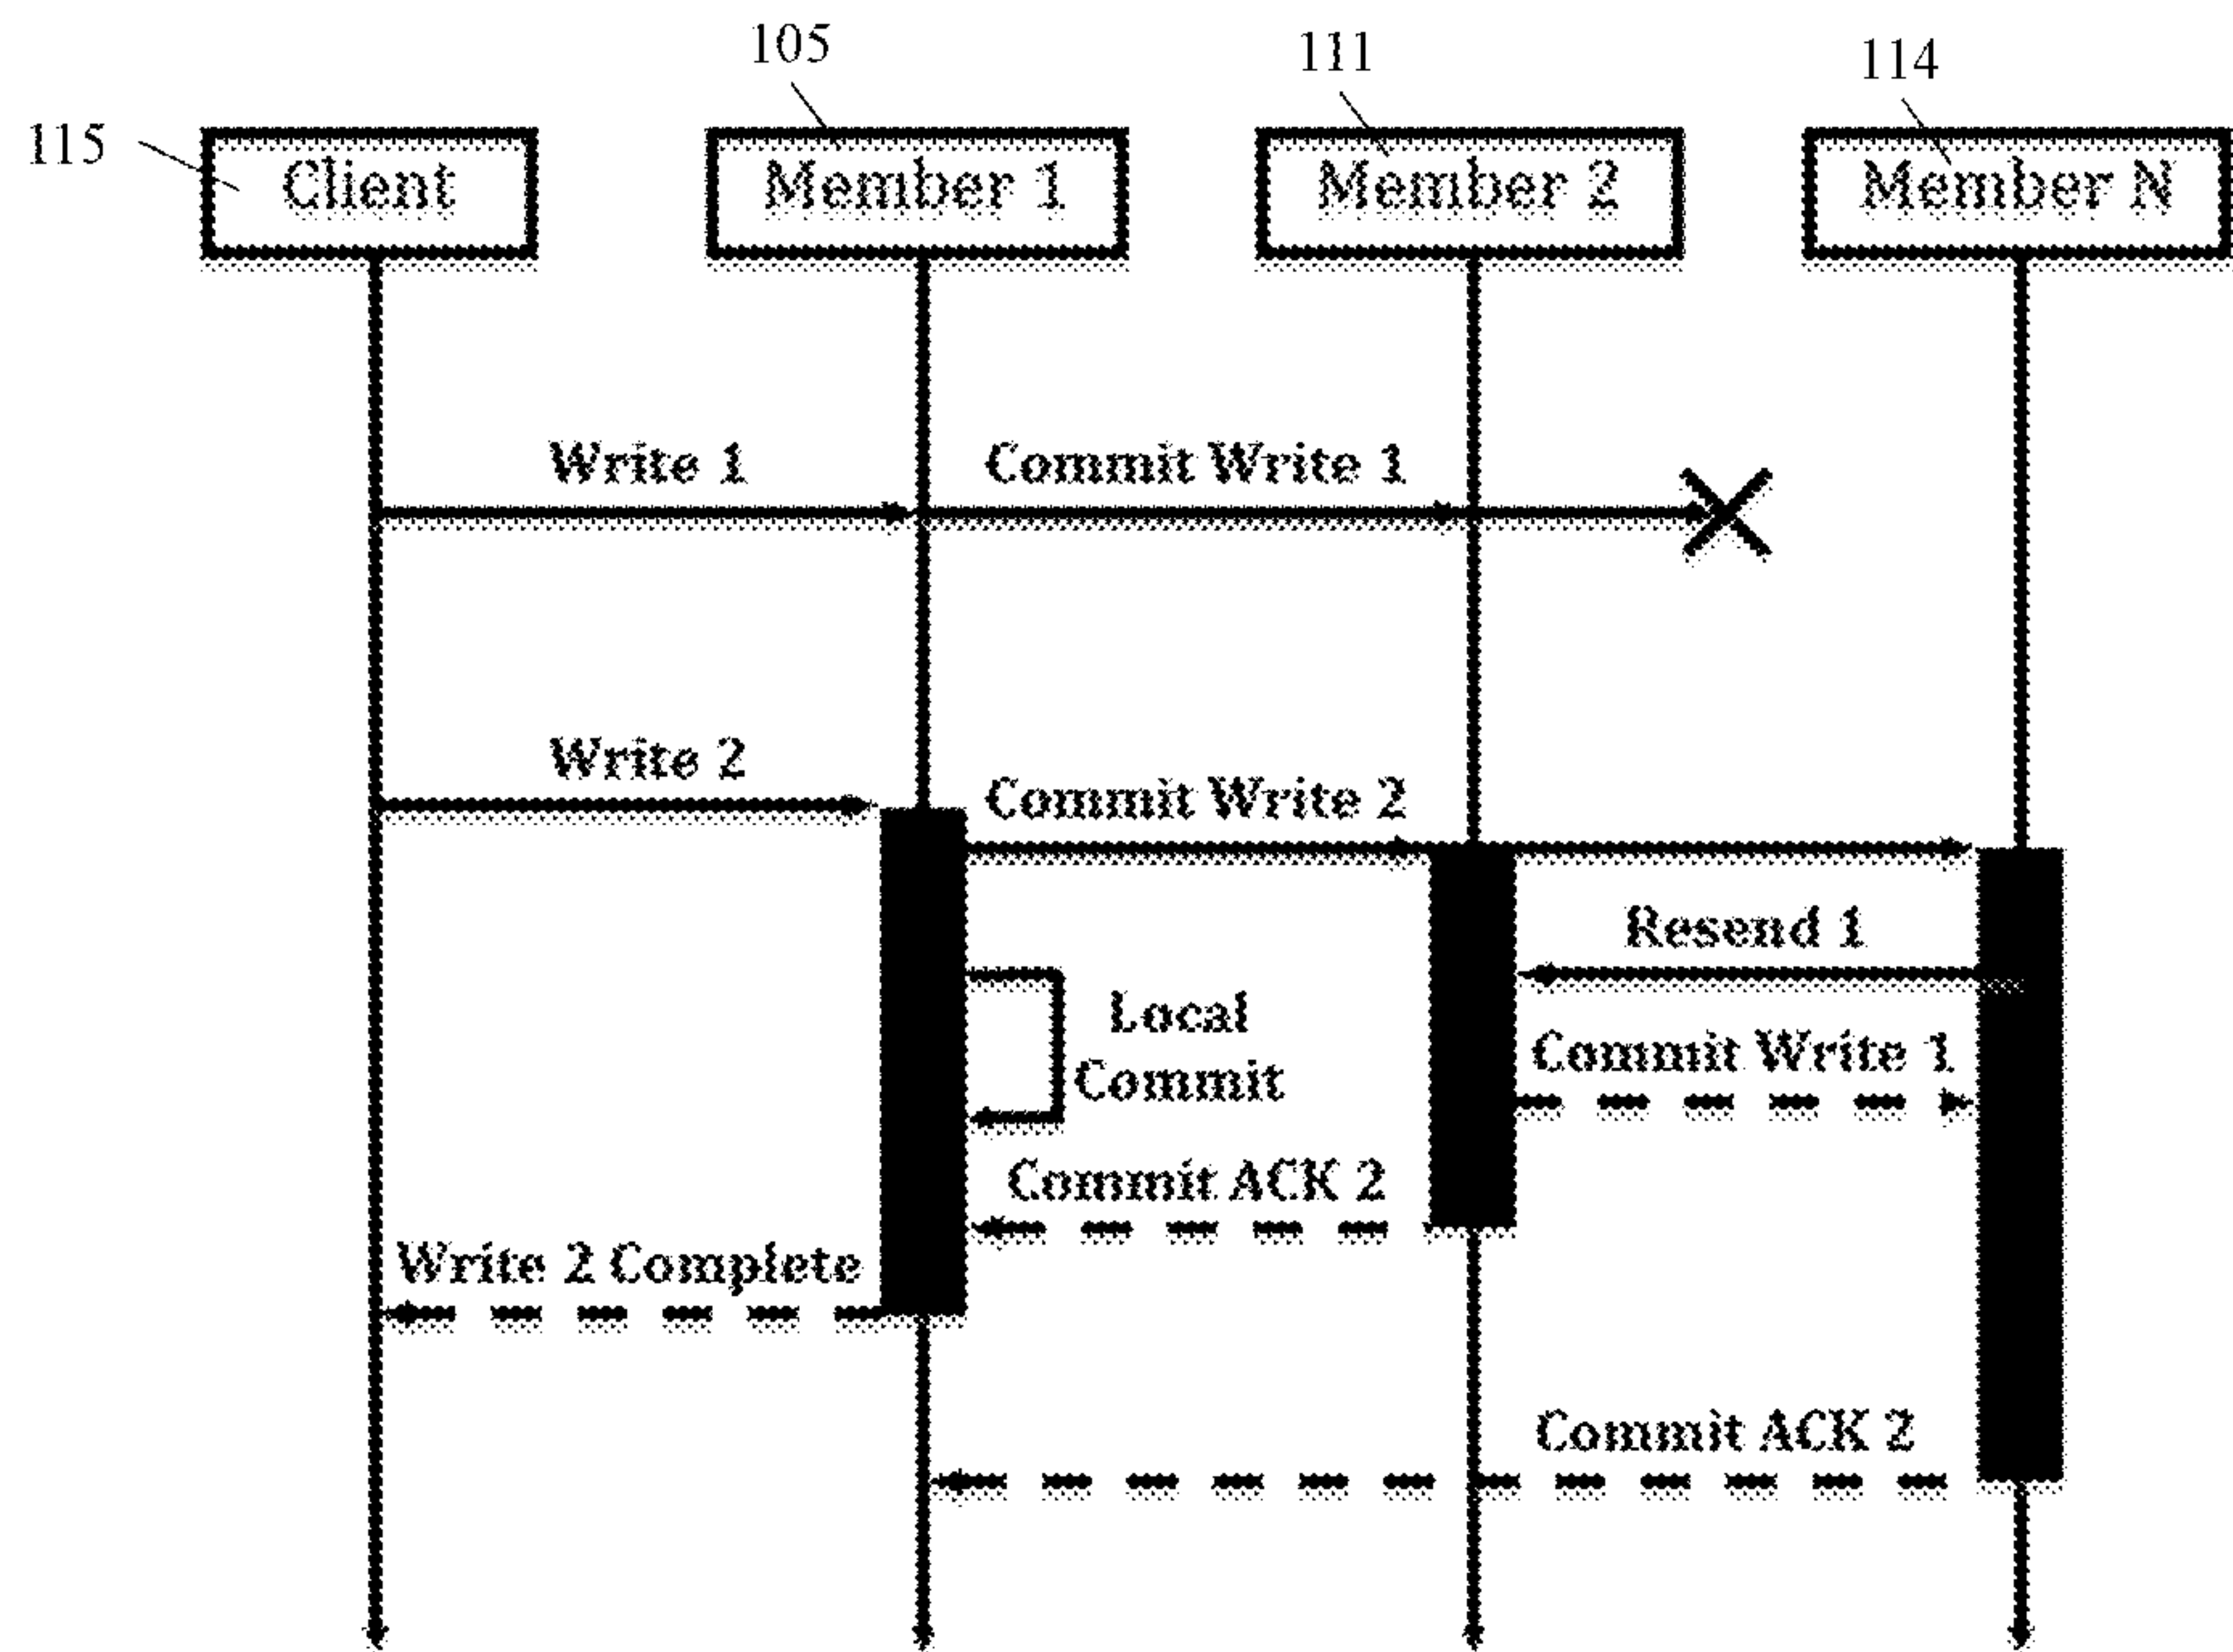 105
111
114
115
Client
Member 1
Member 2
Member N
Write 1
Commit Write 1
Write 2
Commit Write 2
Resend 1
Local
Commit
Commit Write 1
Commit ACK 2
Write 2 Complete
Commit ACK 2